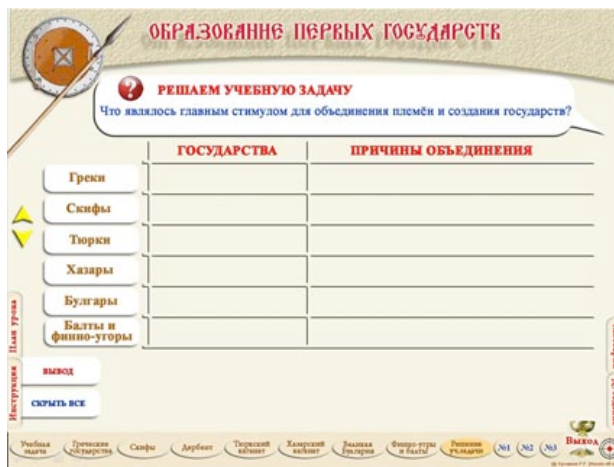 ОБРАЗОВАНИЕ ПЕРВЫХ ГОСУДАРСТВ
РЕШАЕМ УЧЕБНУЮ ЗАДАЧУ
Что являлось главным стимулом для объединения племён и создания государств?
ГОСУДАРСТВА ПРИЧИНЫ ОБЪЕДИНЕНИЯ
Греки
Скифы
Тюрки
Хазары
Булгары
Балты и
финно-угоры
План урока
Инструкция
ВЫВОД
СКРЫТЬ ВСЕ
Учебная задача
Греческие государства
Скифы
Дербент
Тюркский каганат
Хазарский каганат
Великая Булгария
Финно-угры и балты
Решение уч.задачи
№1
№2
№3
Выход